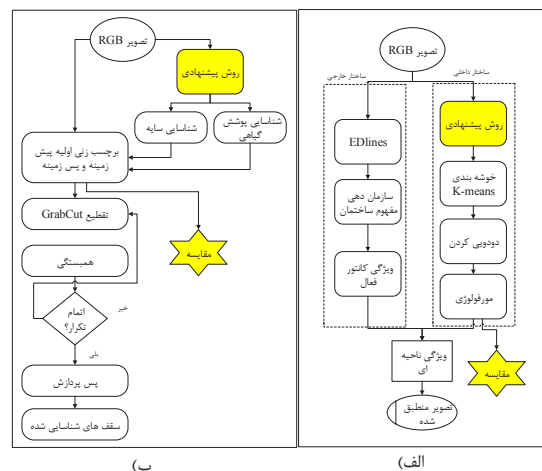 تصویر RGB
ساختار داخلی
ساختار خارجی
روش پیشنهادی
EDlines
خوشه بندی
K-means
سازمان دهی
مفهوم ساختمان
دودویی کردن
ویژگی کانتور
فعال
مورفولوژی
ویژگی ناحیه
ای
مقایسه
تصویر منطبق
شده
الف)
تصویر RGB
روش پیشنهادی
شناسایی پوشش
گیاهی
شناسایی سایه
برچسب زنی اولیه پیش
زمینه و پس زمینه
تقطیع GrabCut
مقایسه
همبستگی
اتمام
تکرار؟
خیر
بلی
پس پردازش
سقف های شناسایی شده
ب)